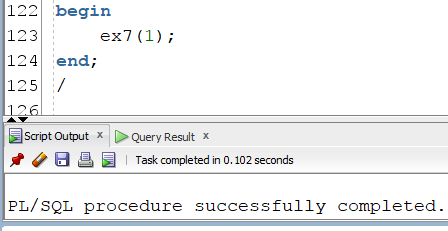 122 begin
123     ex7(1);
124 end;
125 /
126
Script Output x Query Result x
Task completed in 0.102 seconds
PL/SQL procedure successfully completed.